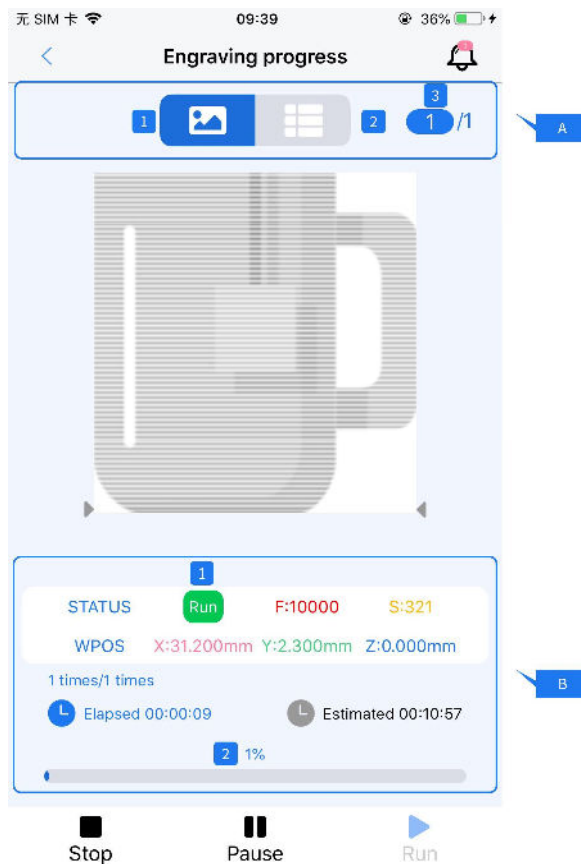 无 SIM 卡 09:39 36%
Engraving progress
1
3
1 2 1 /1
A
1
STATUS Run F:10000 S:321
WPOS X:31.200mm Y:2.300mm Z:0.000mm
B
1 times/1 times
Elapsed 00:00:09 Estimated 00:10:57
2 1%
Stop Pause Run